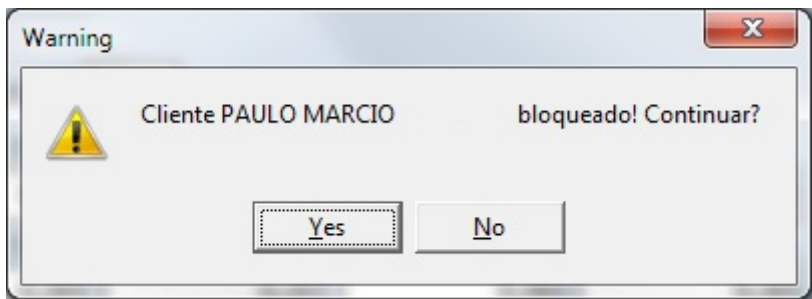 Warning
Cliente PAULO MARCIO bloqueado! Continuar?
Yes
No